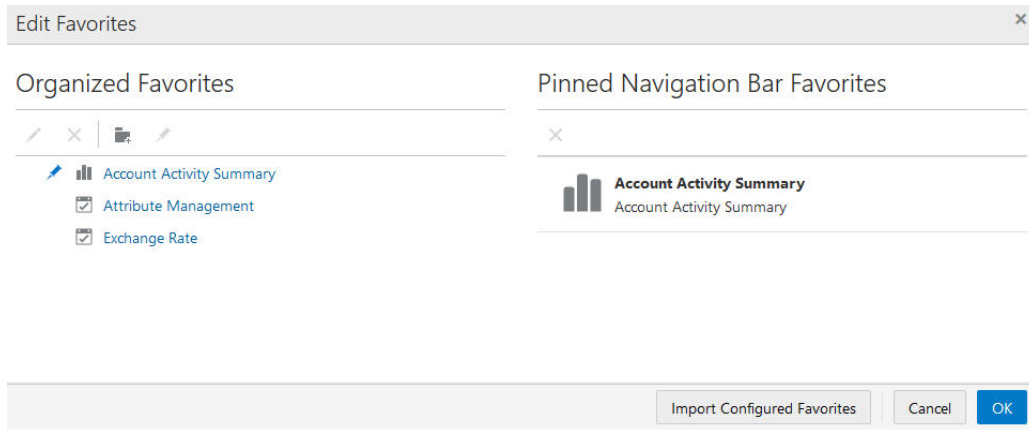 Edit Favorites
Organized Favorites
Account Activity Summary
Attribute Management
Exchange Rate
Pinned Navigation Bar Favorites
Account Activity Summary
Account Activity Summary
Import Configured Favorites
Cancel
OK